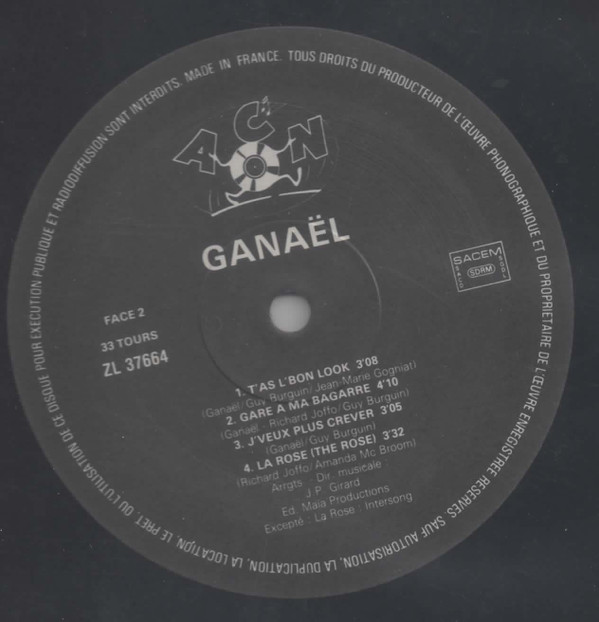 MADE IN FRANCE. TOUS DROITS DU PRODUCTEUR DE L'ŒUVRE PHONOGRAPHIQUE ET DU PROPRIETAIRE DE L'ŒUVRE ENREGISTREE RESERVES SAUF AUTORISATION, LA DUPLICATION, LA LOCATION, LE PRET, OU L'UTILISATION DE CE DISQUE POUR EXECUTION PUBLIQUE ET RADIODIFFUSION SONT INTERDITS.
ACN
GANAËL
SACEM
SDRM
FACE 2
33 TOURS
ZL 37664
1. T'AS L'BON LOOK 3'08
(Ganaël/Guy Burguin/Jean-Marie Gogniat)
2. GARE A MA BAGARRE 4'10
(Ganaël - Richard Joffo/Guy Burguin)
3. J'VEUX PLUS CREVER 3'05
(Ganaël/Guy Burguin)
4. LA ROSE (THE ROSE) 3'32
(Richard Joffo/Amanda Mc Broom)
Arrgts - Dir. musicale :
J.P. Girard
Ed. Maïa Productions
Excepté : La Rose : Intersong